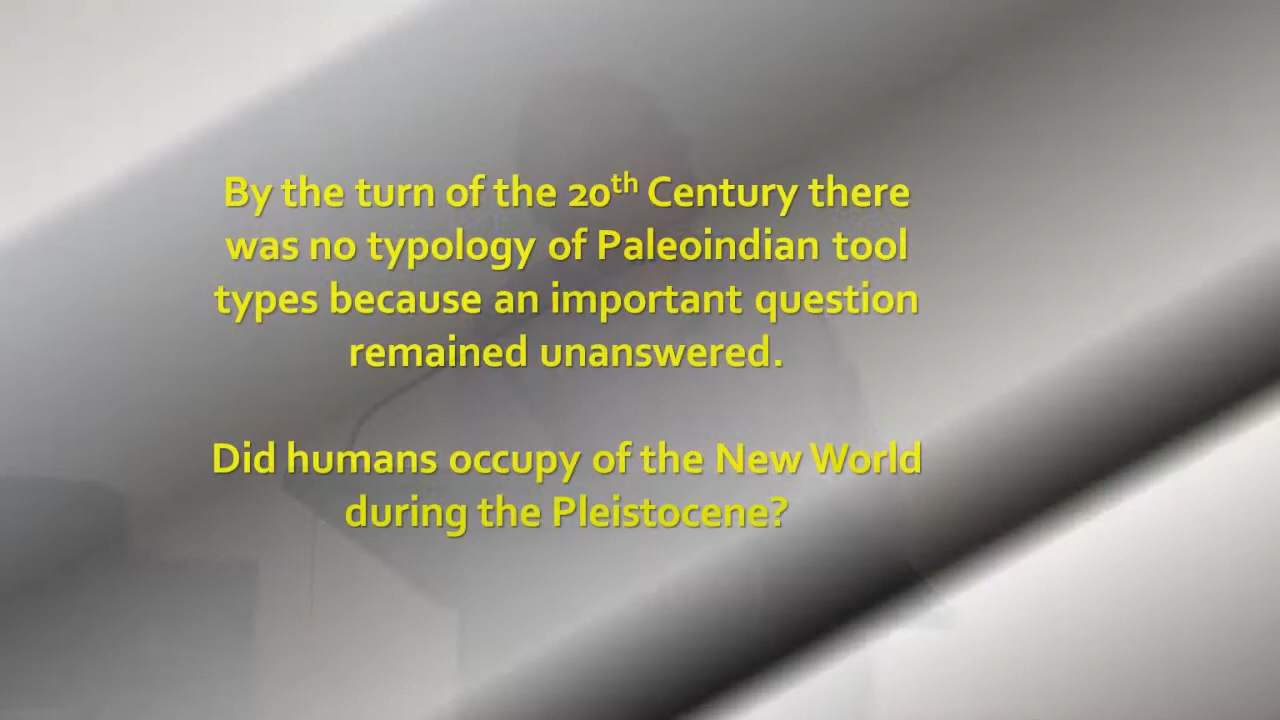 By the turn of the 20th Century there
was no typology of Paleoindian tool
types because an important question
remained unanswered.
Did humans occupy of the New World
during the Pleistocene?